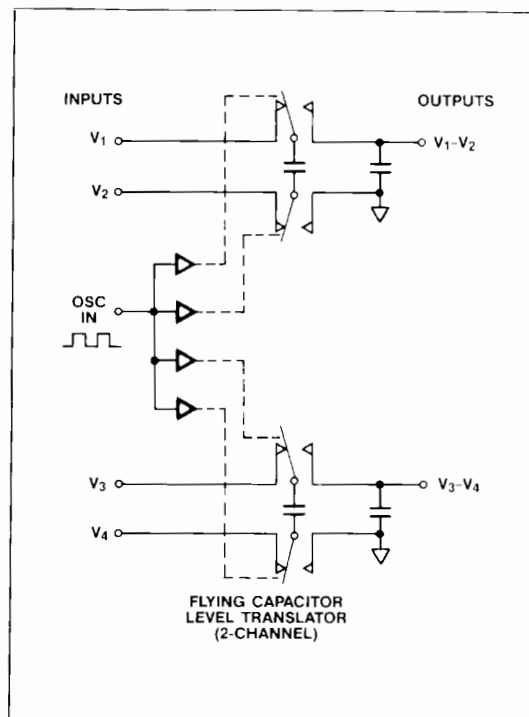 INPUTS
OUTPUTS
V1
V1-V2
V2
OSC
IN
V3
V3-V4
V4
FLYING CAPACITOR
LEVEL TRANSLATOR
(2-CHANNEL)